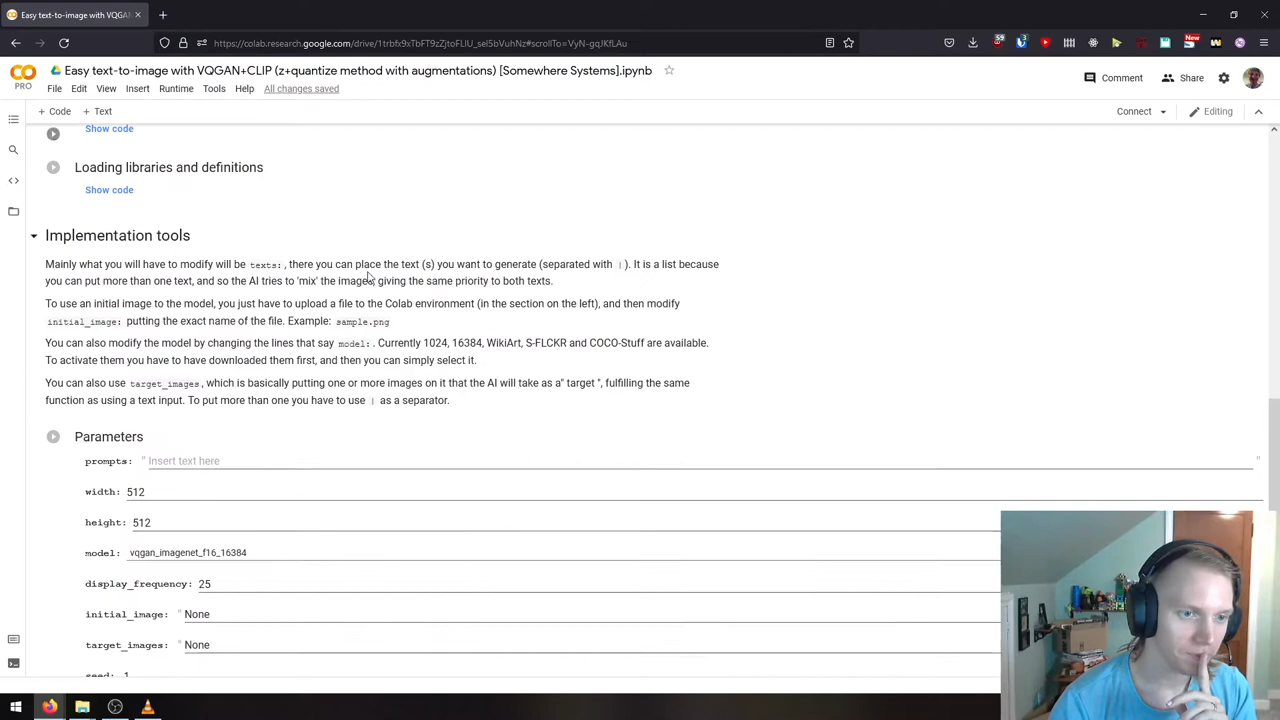 Easy text-to-image with VQGAN
https://colab.research.google.com/drive/1trbfx9xTbFT9zZjtoFLlU_sel5bVuhNz#scrollTo=VyN-gqJKfLAu
59
New
PRO
Easy text-to-image with VQGAN+CLIP (z+quantize method with augmentations) [Somewhere Systems].ipynb
File Edit View Insert Runtime Tools Help All changes saved
Comment Share
+ Code + Text
Connect Editing
Show code
Loading libraries and definitions
Show code
Implementation tools
Mainly what you will have to modify will be texts:, there you can place the text (s) you want to generate (separated with |). It is a list because
you can put more than one text, and so the AI tries to 'mix' the images, giving the same priority to both texts.
To use an initial image to the model, you just have to upload a file to the Colab environment (in the section on the left), and then modify
initial_image: putting the exact name of the file. Example: sample.png
You can also modify the model by changing the lines that say model:. Currently 1024, 16384, WikiArt, S-FLCKR and COCO-Stuff are available.
To activate them you have to have downloaded them first, and then you can simply select it.
You can also use target_images, which is basically putting one or more images on it that the AI will take as a" target ", fulfilling the same
function as using a text input. To put more than one you have to use | as a separator.
Parameters
prompts: " Insert text here "
width: 512
height: 512
model: vqgan_imagenet_f16_16384
display_frequency: 25
initial_image: " None
target_images: " None
seed: 1